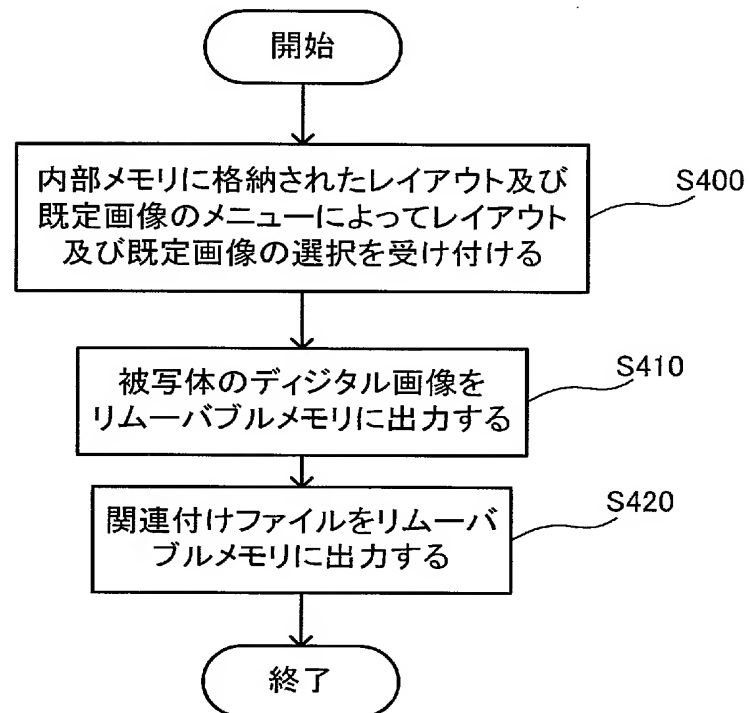 開始
内部メモリに格納されたレイアウト及び
既定画像のメニューによってレイアウト
及び既定画像の選択を受け付ける
S400
被写体のディジタル画像を
リムーバブルメモリに出力する
S410
関連付けファイルをリムーバ
ブルメモリに出力する
S420
終了